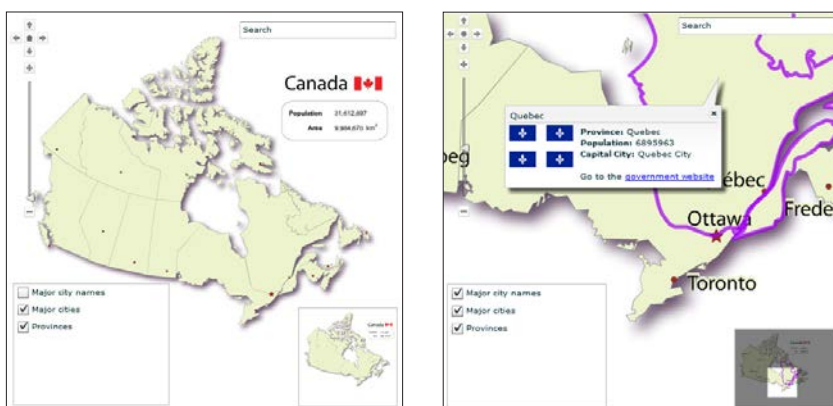 Search
Canada
Population 31,612,897
Area 9,984,670 km²
Major city names
Major cities
Provinces
Canada
Search
Quebec
Province: Quebec
Population: 6895963
Capital City: Quebec City
Go to the government website
peg
ébec
Ottawa
Frede
Toronto
Major city names
Major cities
Provinces